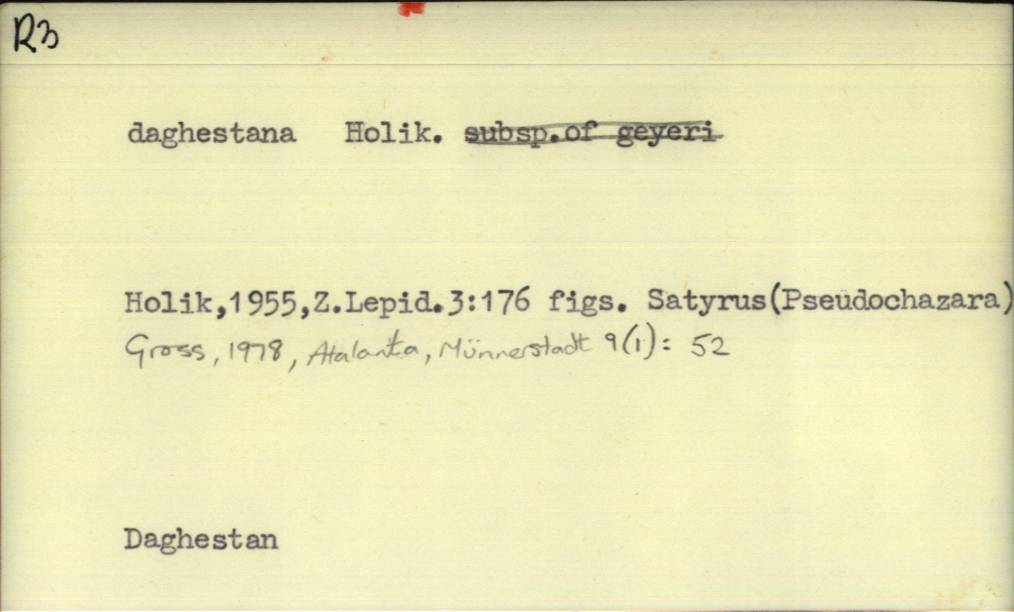 R3
daghestana Holik. subsp.of geyeri
Holik,1955,Z.Lepid.3:176 figs. Satyrus(Pseudochazara)
Gross, 1978, Atalanta, Münnerstadt 9(1): 52
Daghestan